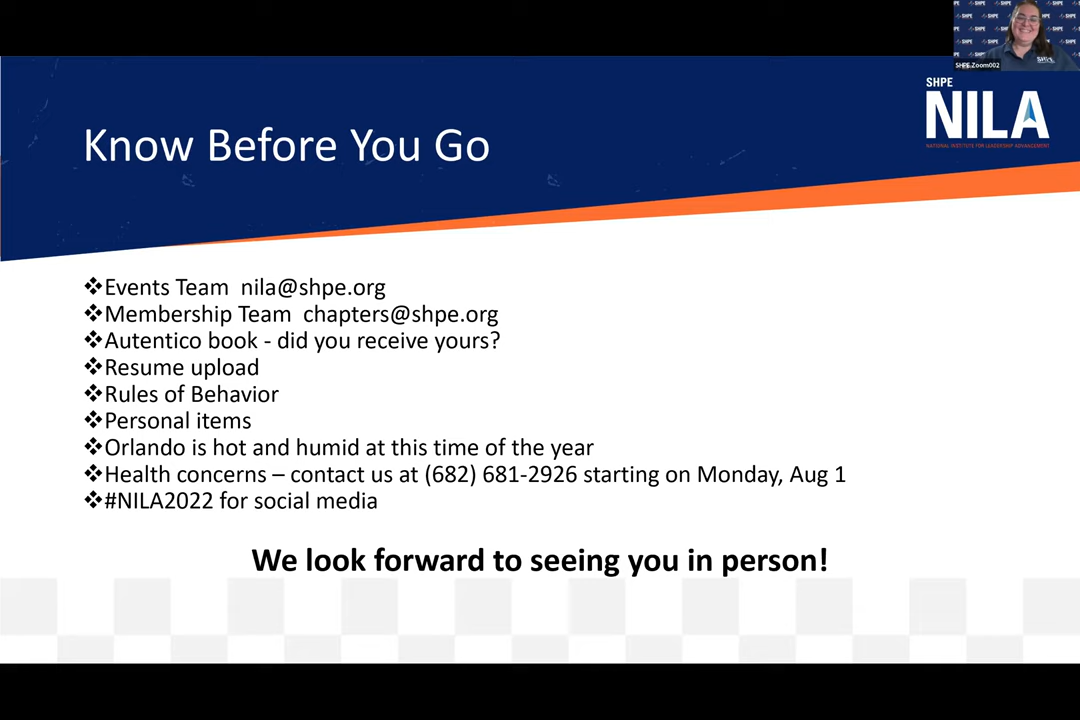 SHPE Zoom002
SHPE
NILA
NATIONAL INSTITUTE FOR LEADERSHIP ADVANCEMENT
Know Before You Go
❖Events Team  nila@shpe.org
❖Membership Team  chapters@shpe.org
❖Autentico book - did you receive yours?
❖Resume upload
❖Rules of Behavior
❖Personal items
❖Orlando is hot and humid at this time of the year
❖Health concerns – contact us at (682) 681-2926 starting on Monday, Aug 1
❖#NILA2022 for social media
We look forward to seeing you in person!